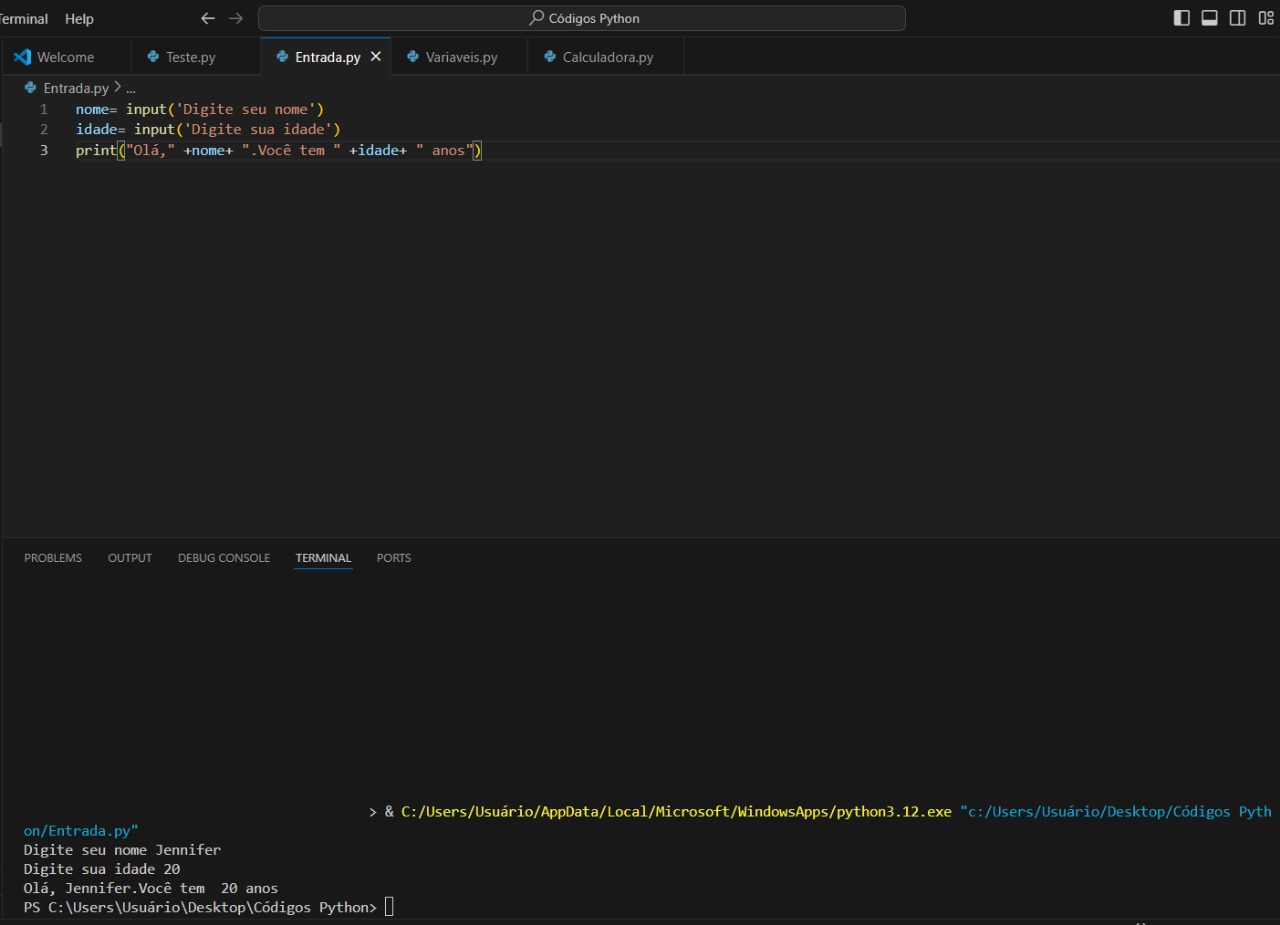 Terminal Help Códigos Python
Welcome Teste.py Entrada.py Variaveis.py Calculadora.py
Entrada.py > ...
1 nome= input('Digite seu nome')
2 idade= input('Digite sua idade')
3 print("Olá," +nome+ ".Você tem " +idade+ " anos")
PROBLEMS OUTPUT DEBUG CONSOLE TERMINAL PORTS
> & C:/Users/Usuário/AppData/Local/Microsoft/WindowsApps/python3.12.exe "c:/Users/Usuário/Desktop/Códigos Pyth
on/Entrada.py"
Digite seu nome Jennifer
Digite sua idade 20
Olá, Jennifer.Você tem  20 anos
PS C:\Users\Usuário\Desktop\Códigos Python>